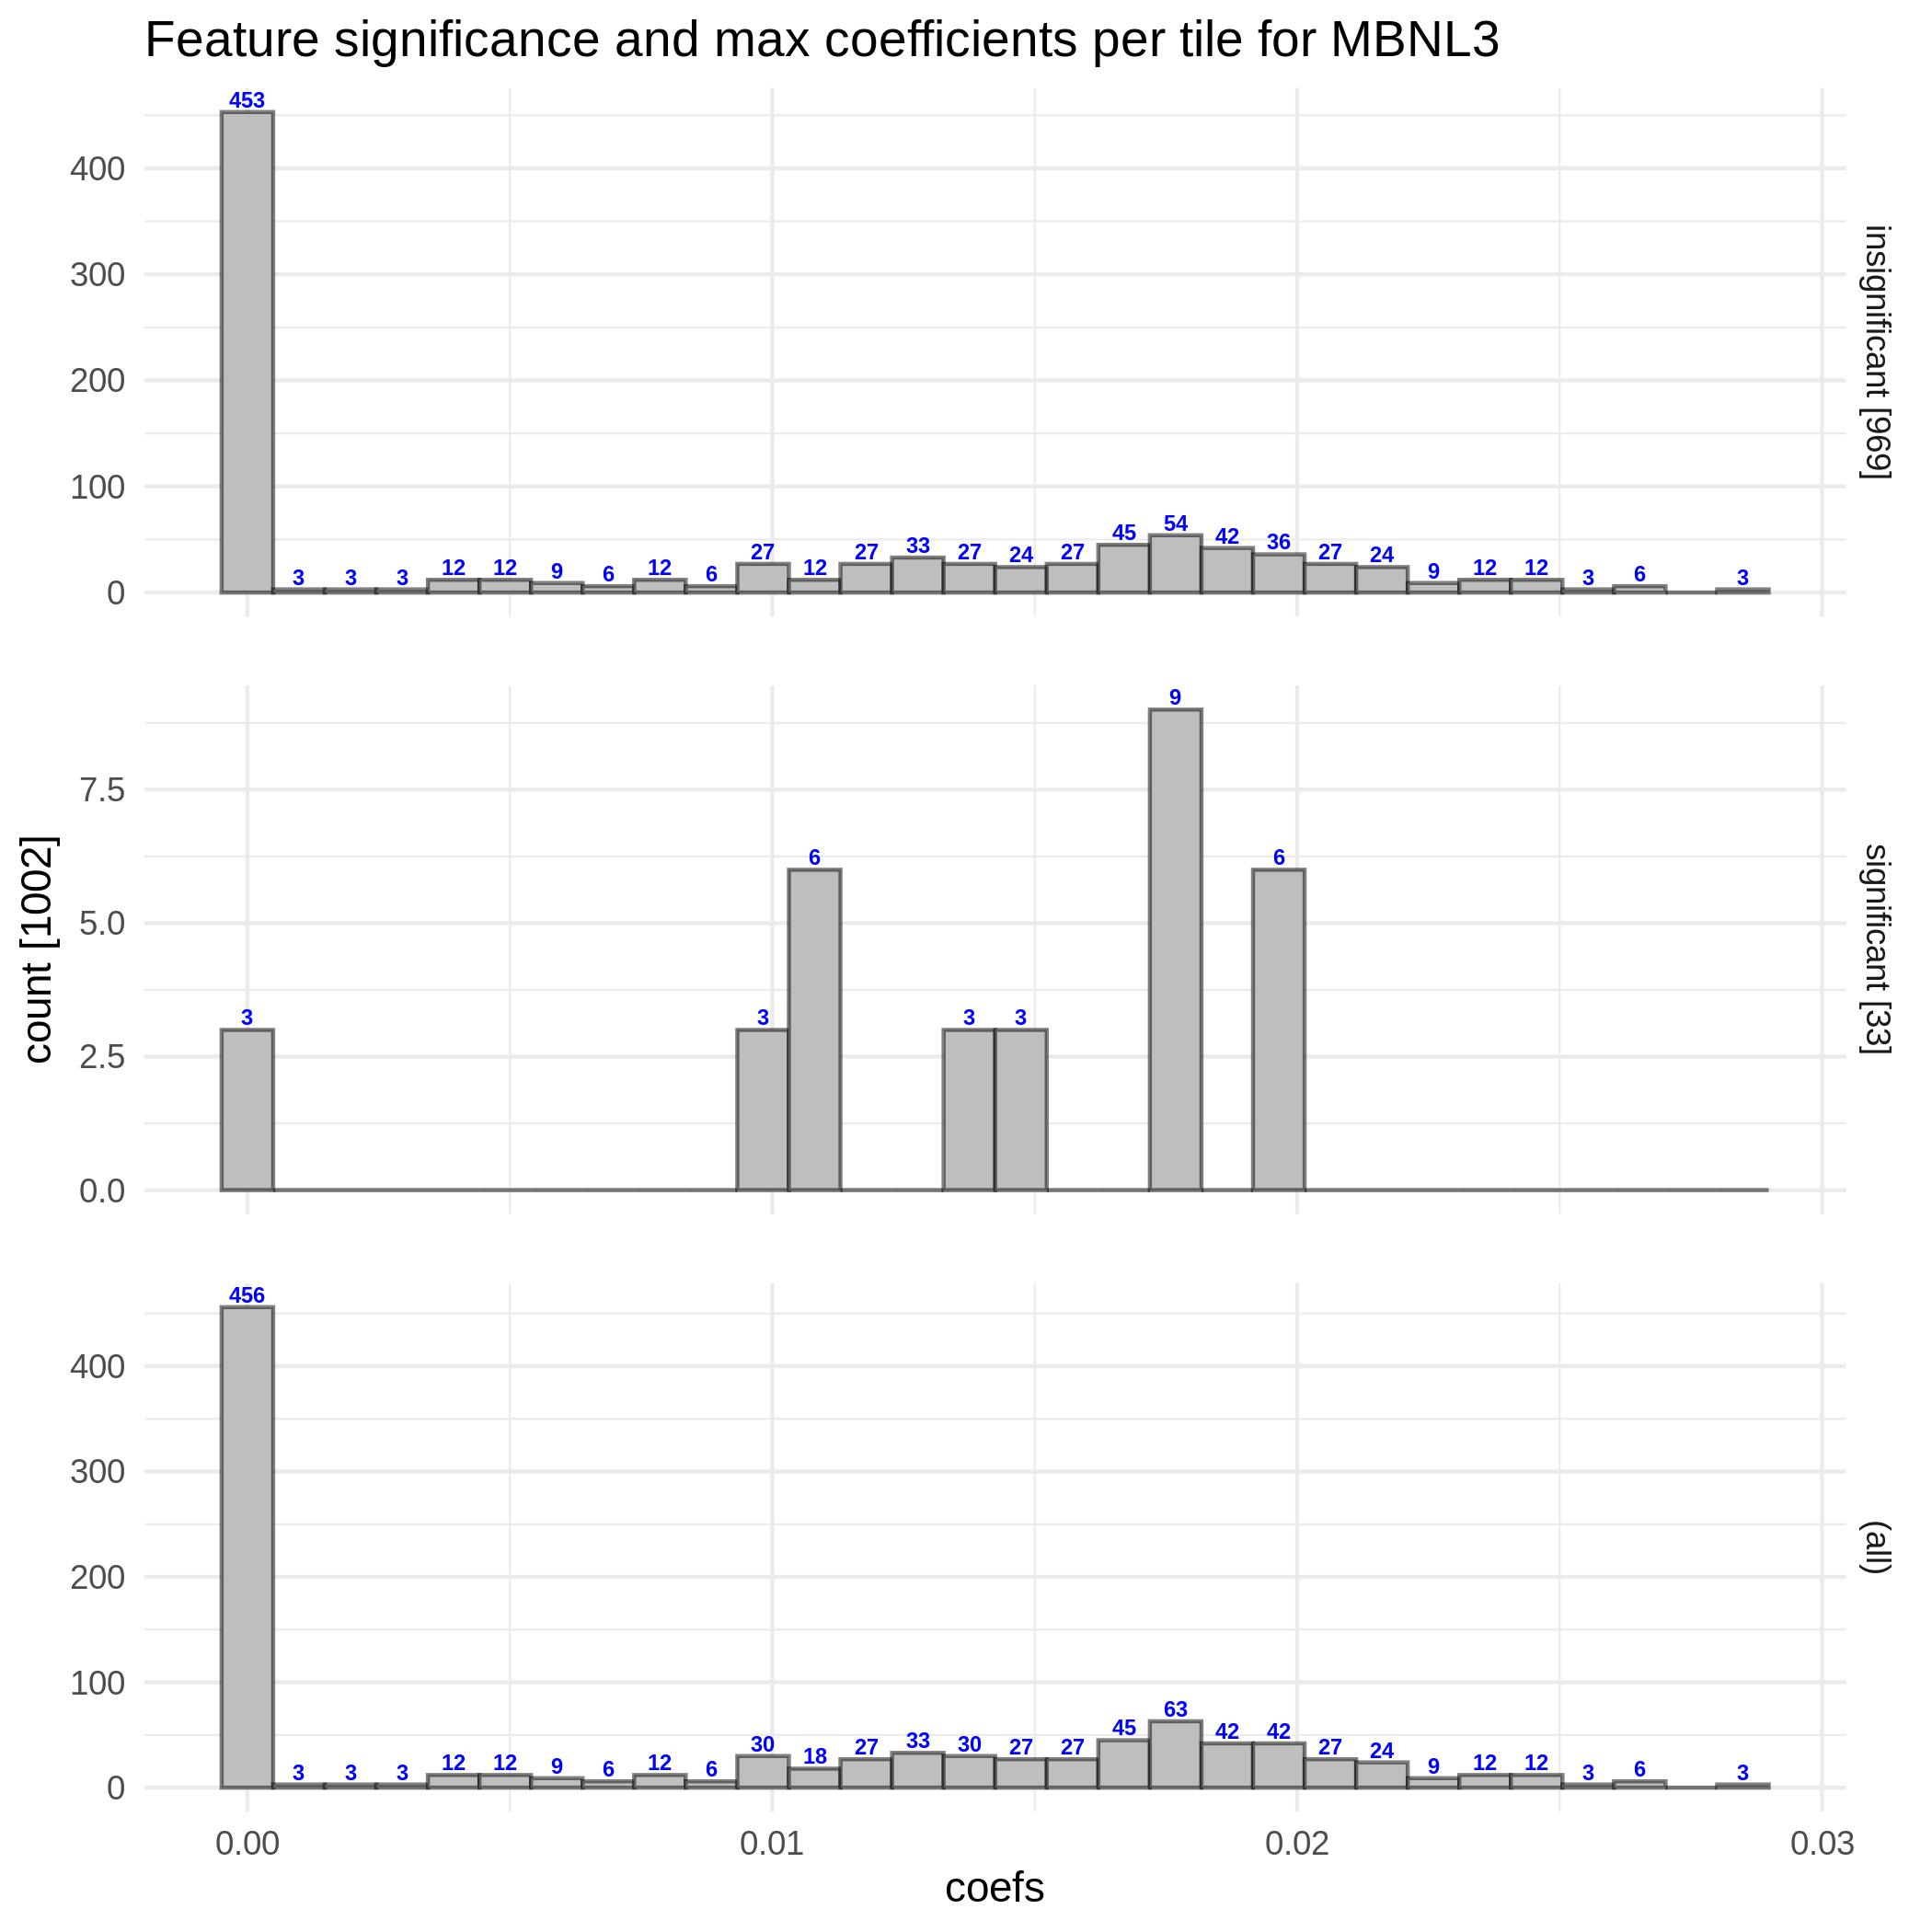 Feature significance and max coefficients per tile for MBNL3
453
400
300
200
100
0
3 3 3 12 12 9 6 12 6 27 12 27 33 27 24 27 45 54 42 36 27 24 9 12 12 3 6 3
insignificant [969]
count [1002]
7.5
5.0
2.5
0.0
3 3 6 3 3 9 6
significant [33]
456
400
300
200
100
0
3 3 3 12 12 9 6 12 6 30 18 27 33 30 27 27 45 63 42 42 27 24 9 12 12 3 6 3
(all)
0.00 0.01 0.02 0.03
coefs